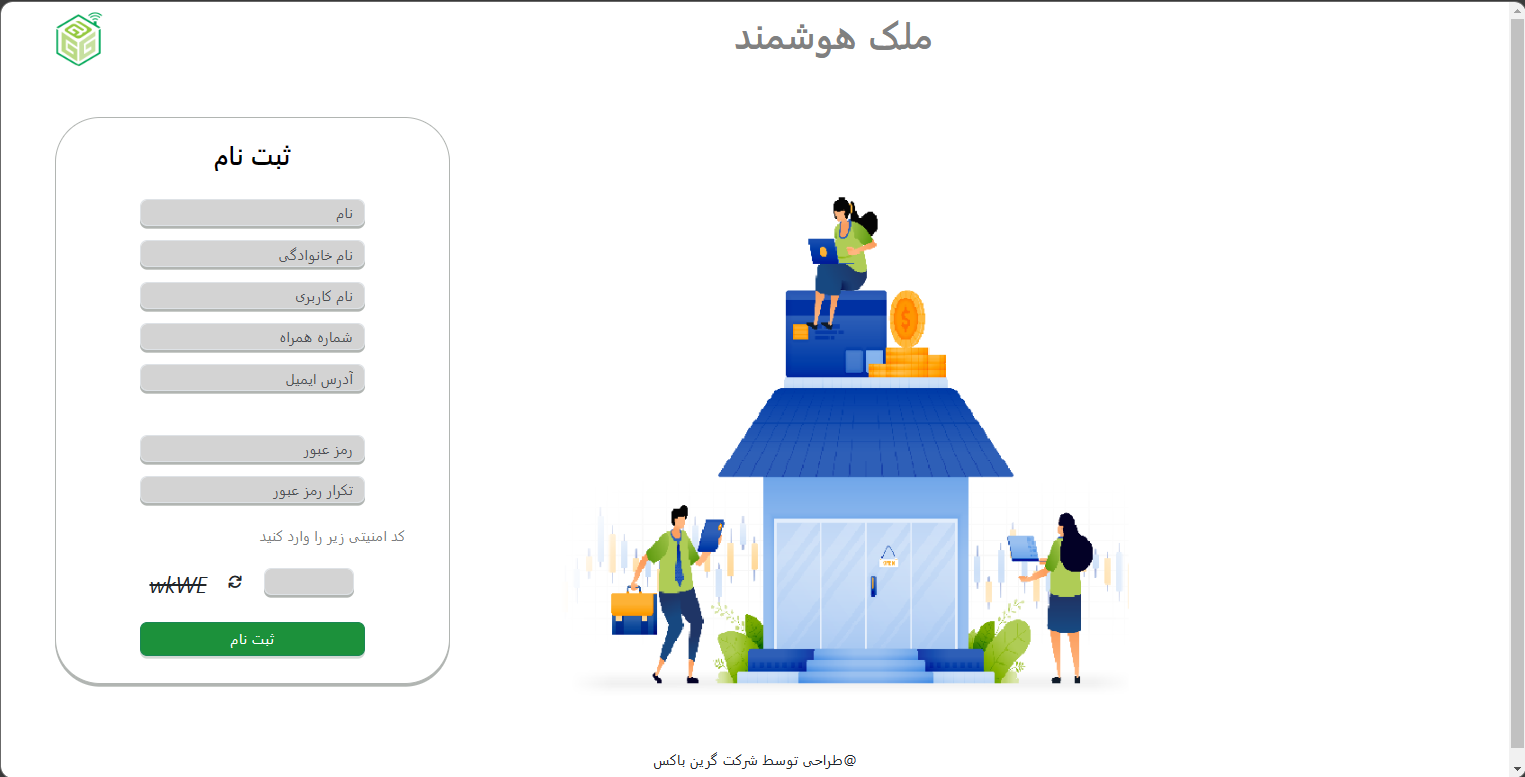 ملک هوشمند
ثبت نام
نام
نام خانوادگی
نام کاربری
شماره همراه
آدرس ایمیل
رمز عبور
تکرار رمز عبور
کد امنیتی زیر را وارد کنید
wkWE
ثبت نام
@طراحی توسط شرکت گرین باکس